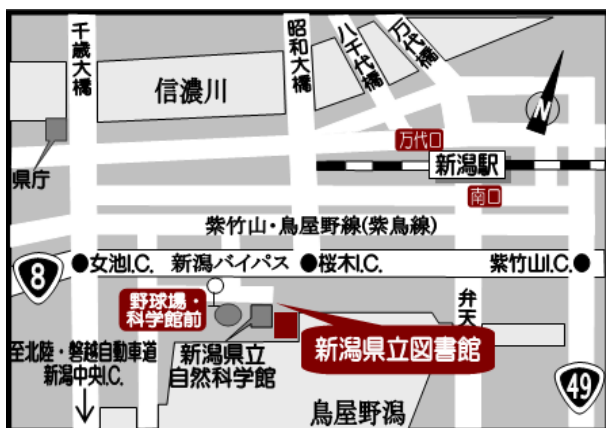 千歳大橋
昭和大橋
八千代橋
万代橋
信濃川
N
県庁
万代口
新潟駅
南口
紫竹山・鳥屋野線(紫鳥線)
8
女池I.C.
新潟バイパス
桜木I.C.
紫竹山I.C.
野球場・
科学館前
弁天
新潟県立
自然科学館
新潟県立図書館
至北陸・磐越自動車道
新潟中央I.C.
鳥屋野潟
49